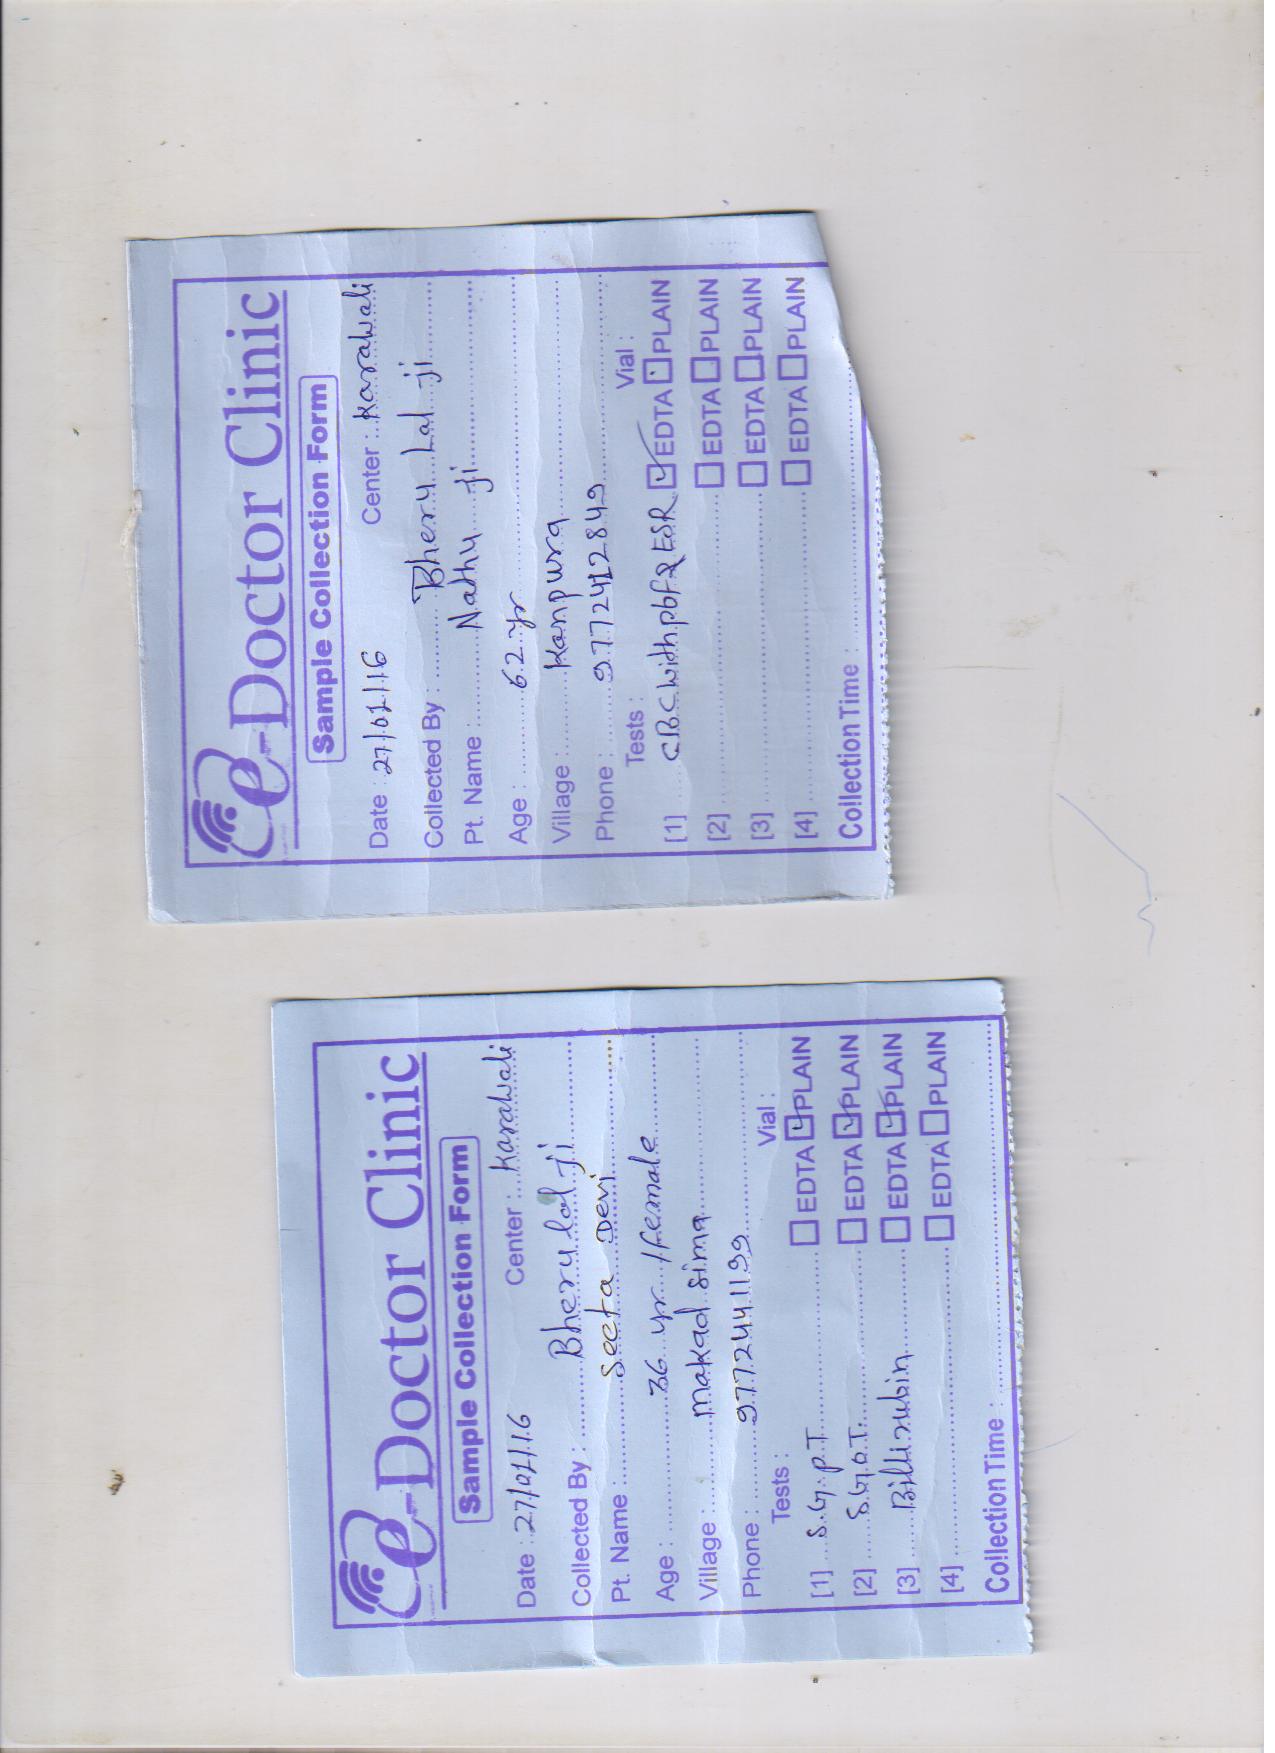 e-Doctor Clinic
Sample Collection Form
Date : 27/02/16 Center : Karawali
Collected By : Bheru Lal ji
Pt. Name : Nathu ji
Age : 62 yr
Village : Kanpura
Phone : 9772412849
Tests : Vial :
[1] CBC with pbf & ESR ☑ EDTA ☐ PLAIN
[2] ☐ EDTA ☐ PLAIN
[3] ☐ EDTA ☐ PLAIN
[4] ☐ EDTA ☐ PLAIN
Collection Time :
e-Doctor Clinic
Sample Collection Form
Date : 27/02/16 Center : Karawali
Collected By : Bheru lal ji
Pt. Name : Seeta Devi
Age : 36 yr /female
Village : makad sima
Phone : 9772441199
Tests : Vial :
[1] S.G.P.T. ☐ EDTA ☑ PLAIN
[2] S.G.O.T. ☐ EDTA ☑ PLAIN
[3] Billirubin ☐ EDTA ☑ PLAIN
[4] ☐ EDTA ☐ PLAIN
Collection Time :